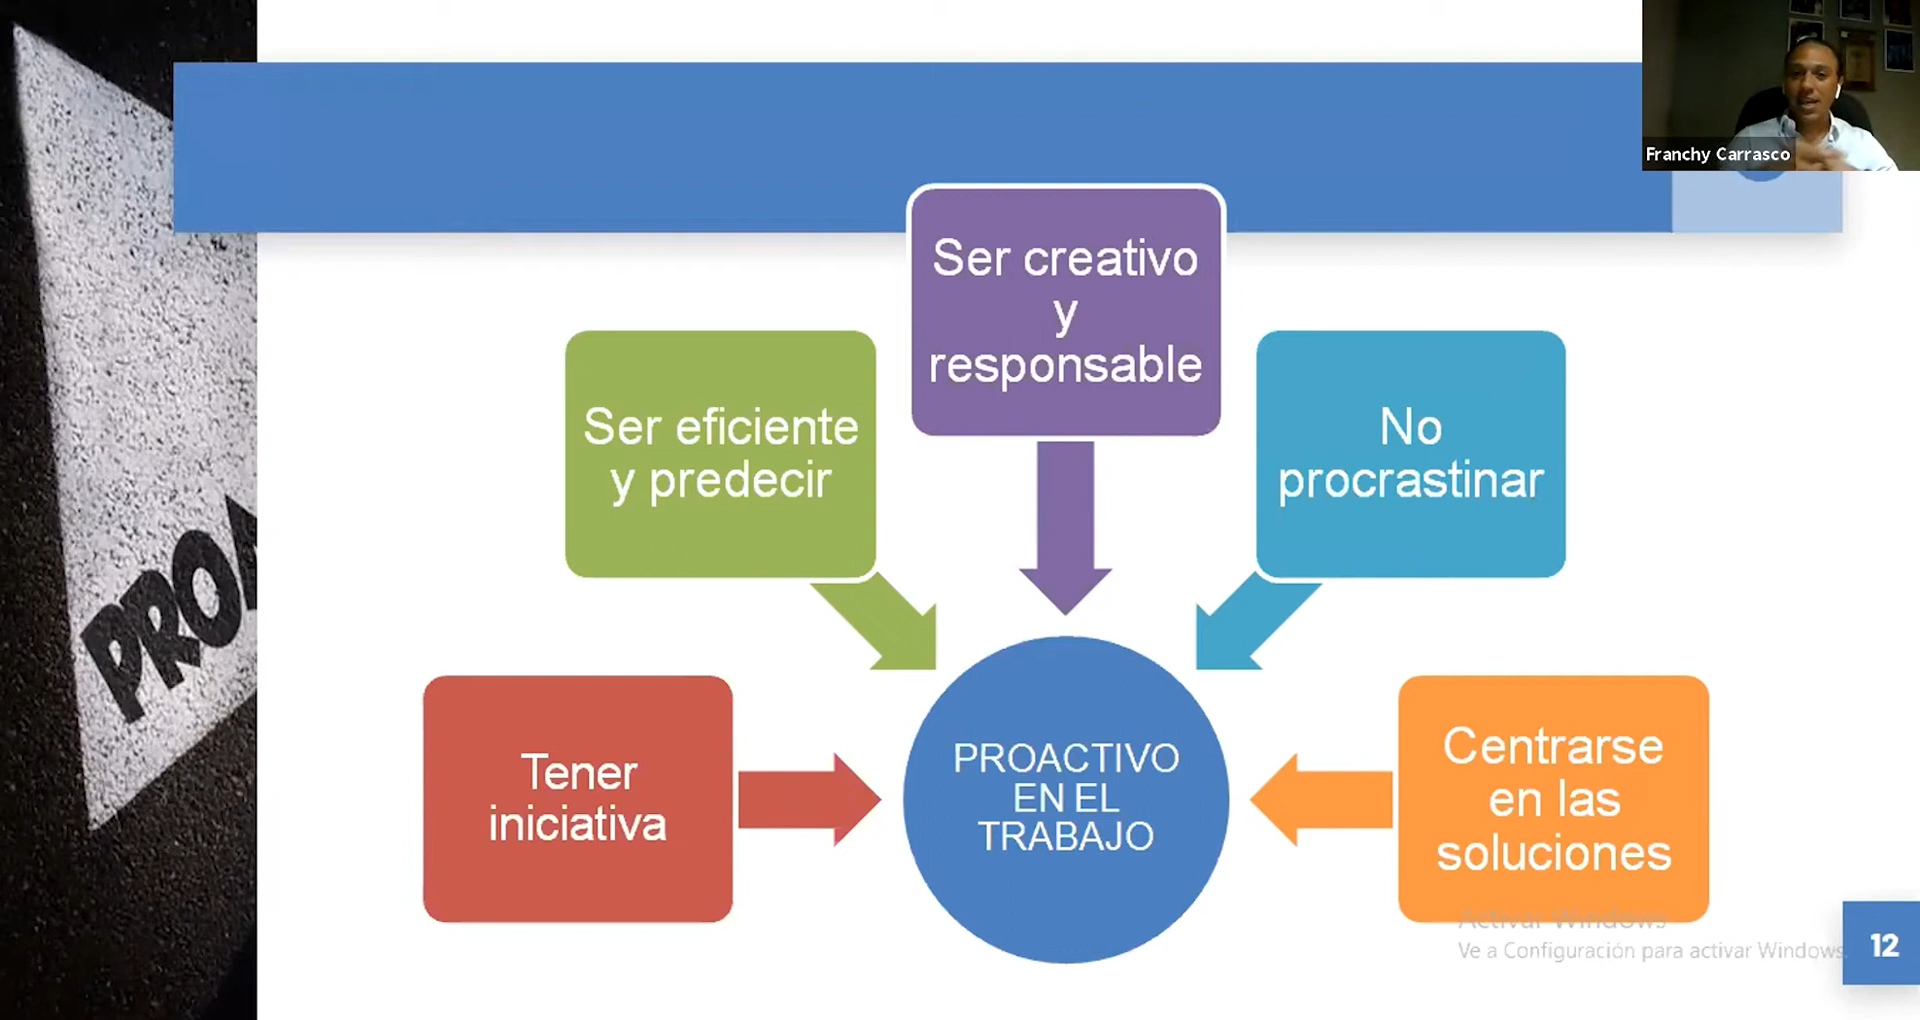 Franchy Carrasco
Ser creativo
y
responsable
Ser eficiente
y predecir
No
procrastinar
Tener
iniciativa
PROACTIVO
EN EL
TRABAJO
Centrarse
en las
soluciones
PROA
Activar Windows
Ve a Configuración para activar Windows.
12